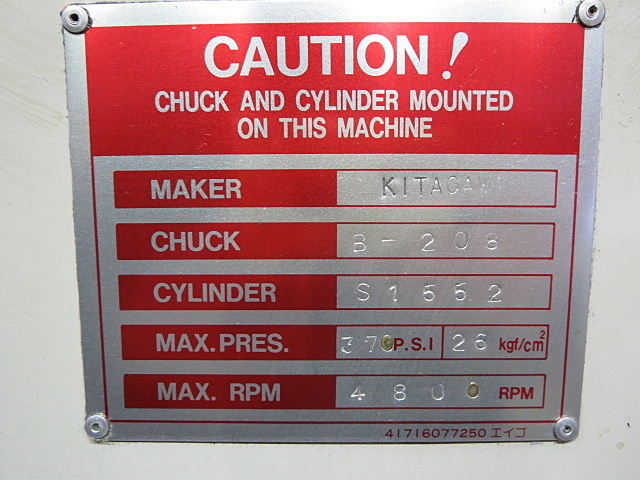 CAUTION!
CHUCK AND CYLINDER MOUNTED
ON THIS MACHINE
MAKER KITAGAWA
CHUCK B-208
CYLINDER S1552
MAX.PRES. 370 P.S.I 26 kgf/cm²
MAX. RPM 4800 RPM
41716077250 エイゴ